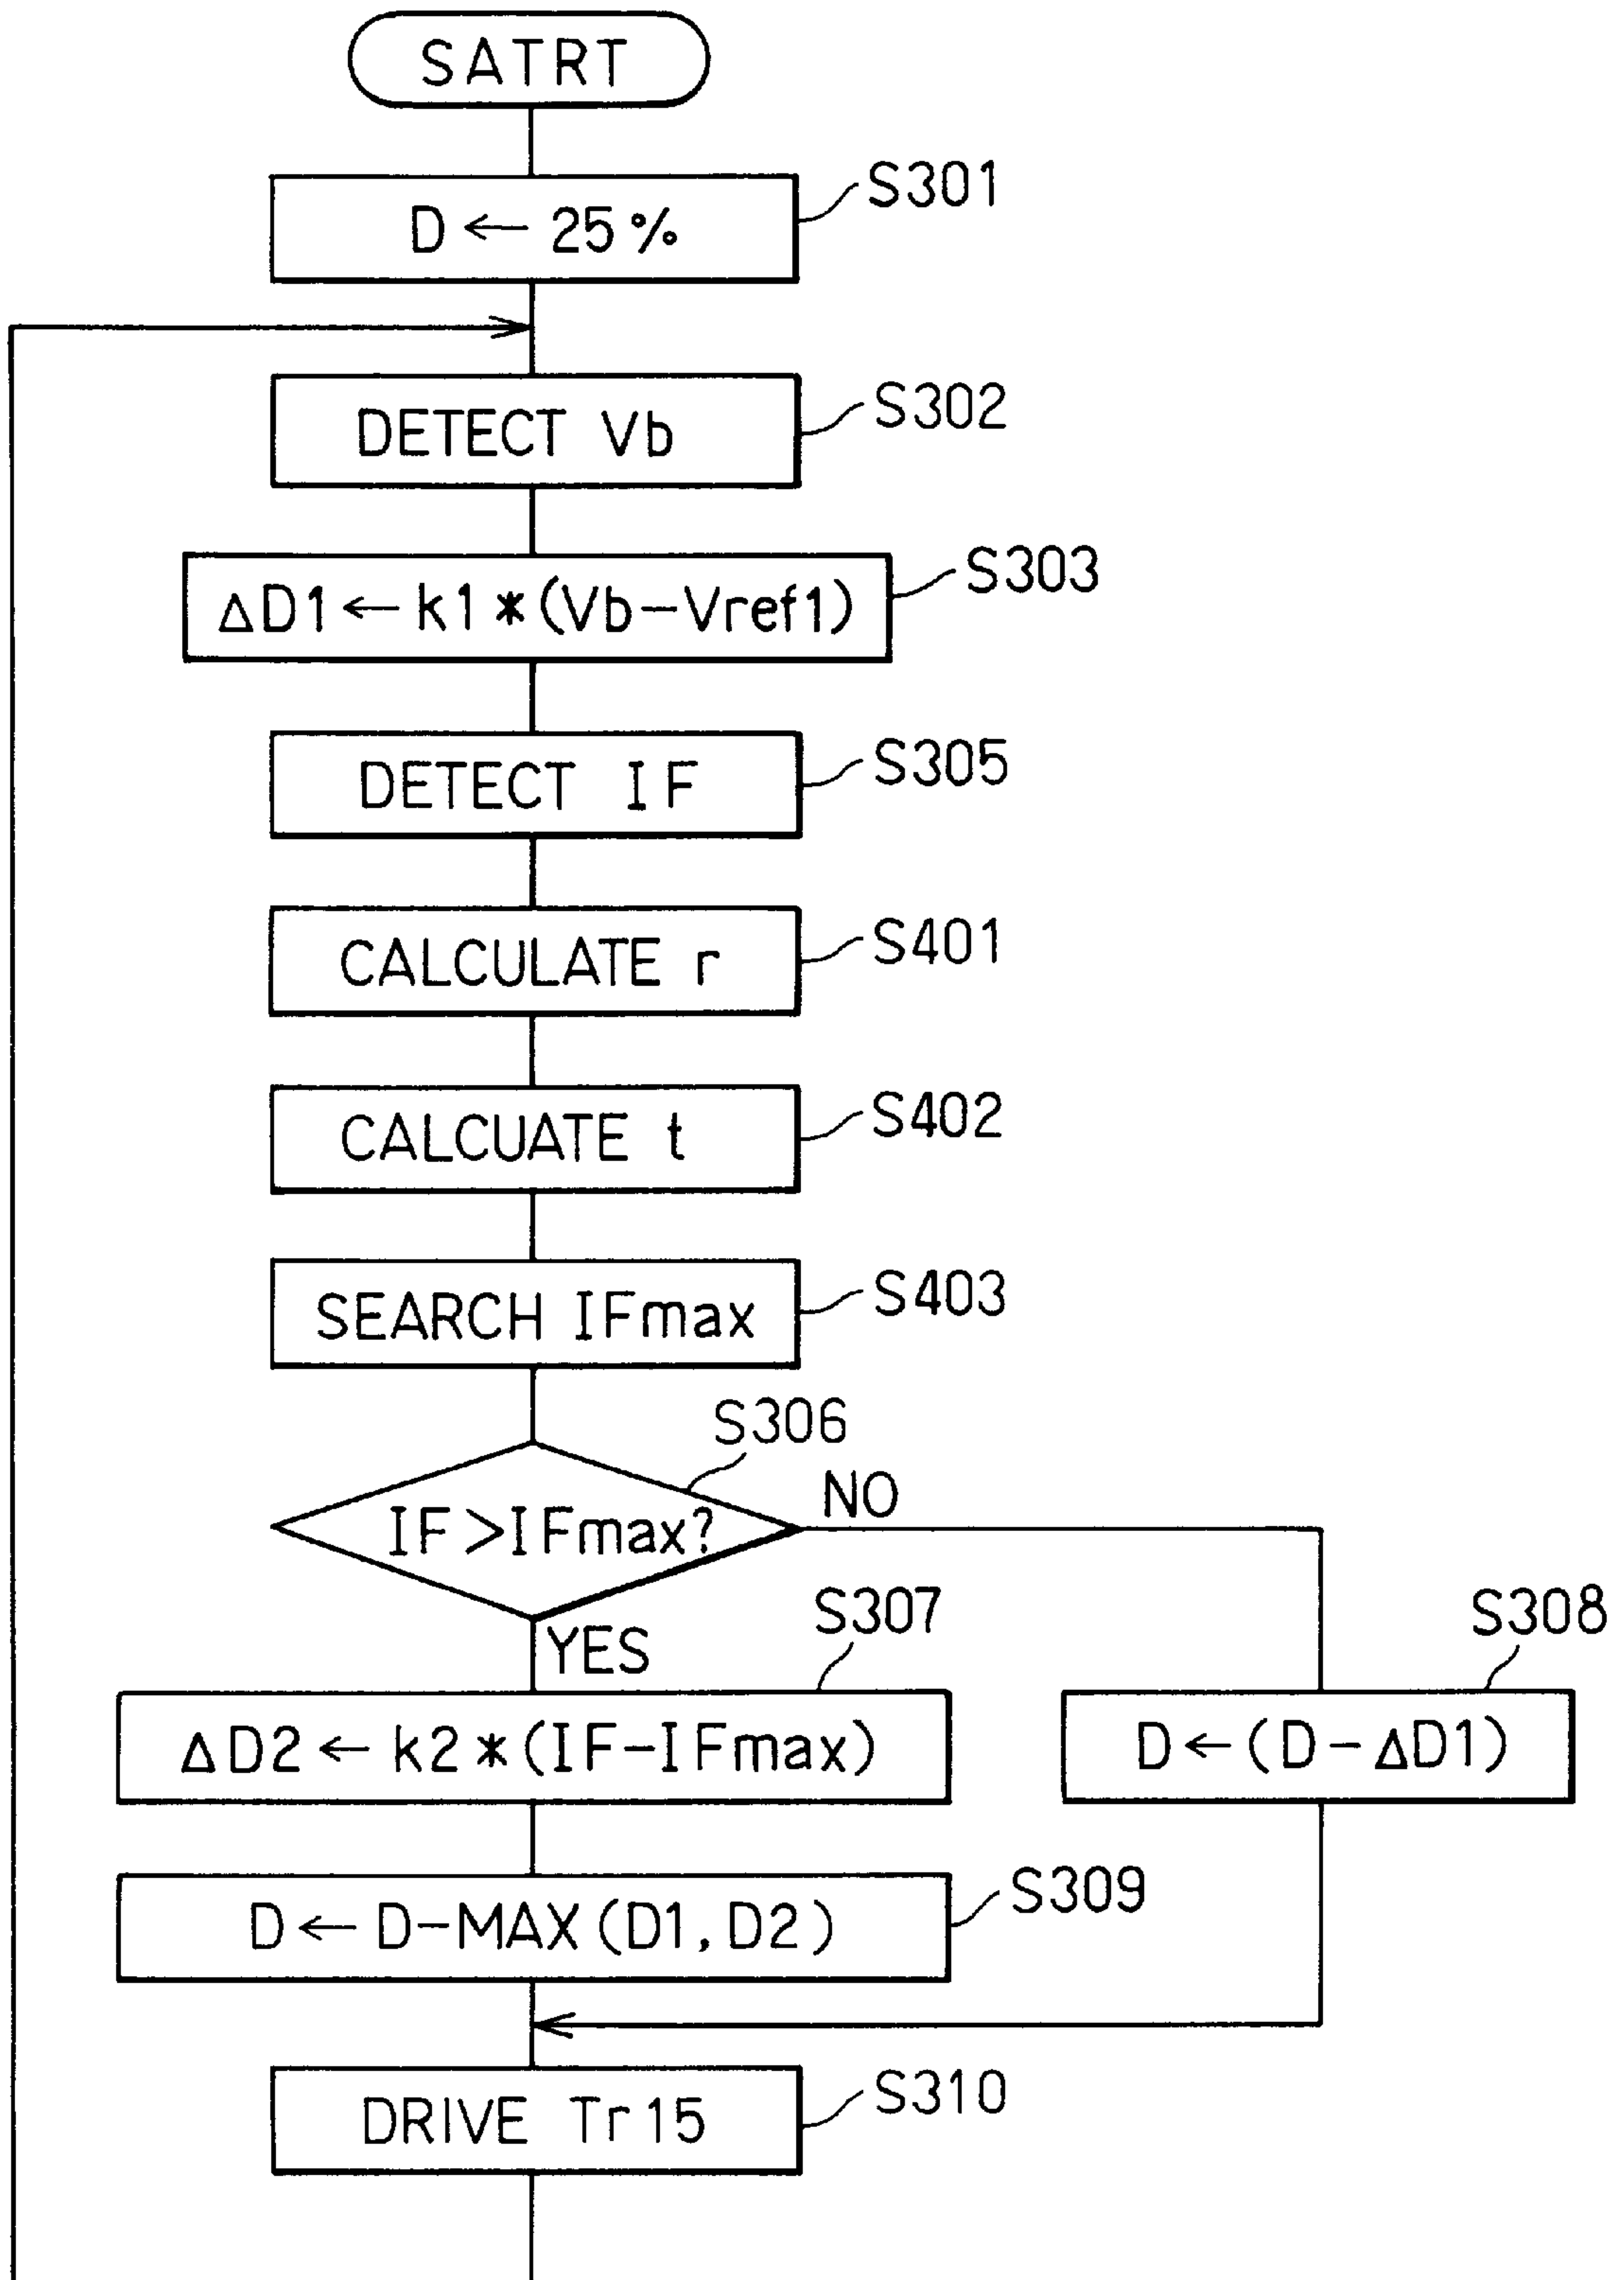 SATRT
S301
D ← 25%
S302
DETECT Vb
S303
ΔD1 ← k1 * (Vb-Vref1)
S305
DETECT IF
S401
CALCULATE r
S402
CALCUATE t
S403
SEARCH IFmax
S306
IF > IFmax?
NO
YES
S307
S308
ΔD2 ← k2 * (IF-IFmax)
D ← (D - ΔD1)
S309
D ← D-MAX (D1, D2)
S310
DRIVE Tr15